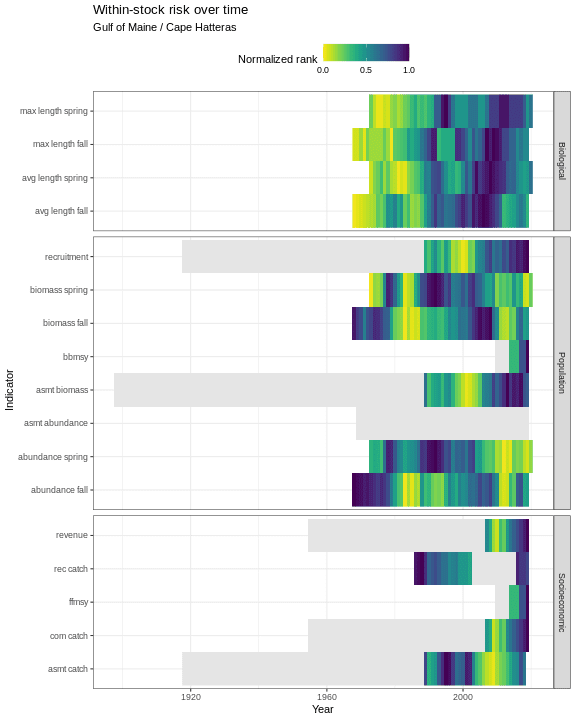 Within-stock risk over time
Gulf of Maine / Cape Hatteras
Normalized rank
0.0 0.5 1.0
max length spring
max length fall
avg length spring
avg length fall
Biological
recruitment
biomass spring
biomass fall
bbmsy
asmt biomass
asmt abundance
abundance spring
abundance fall
Population
revenue
rec catch
ffmsy
com catch
asmt catch
Socioeconomic
Indicator
1920 1960 2000
Year